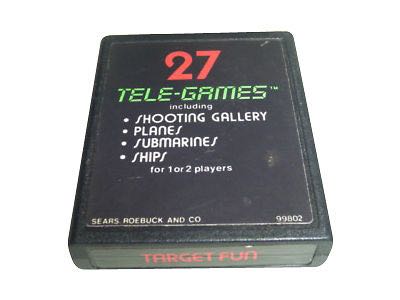 27
TELE-GAMES™
including
• SHOOTING GALLERY
• PLANES
• SUBMARINES
• SHIPS
for 1 or 2 players
SEARS, ROEBUCK AND CO 99802
TARGET FUN